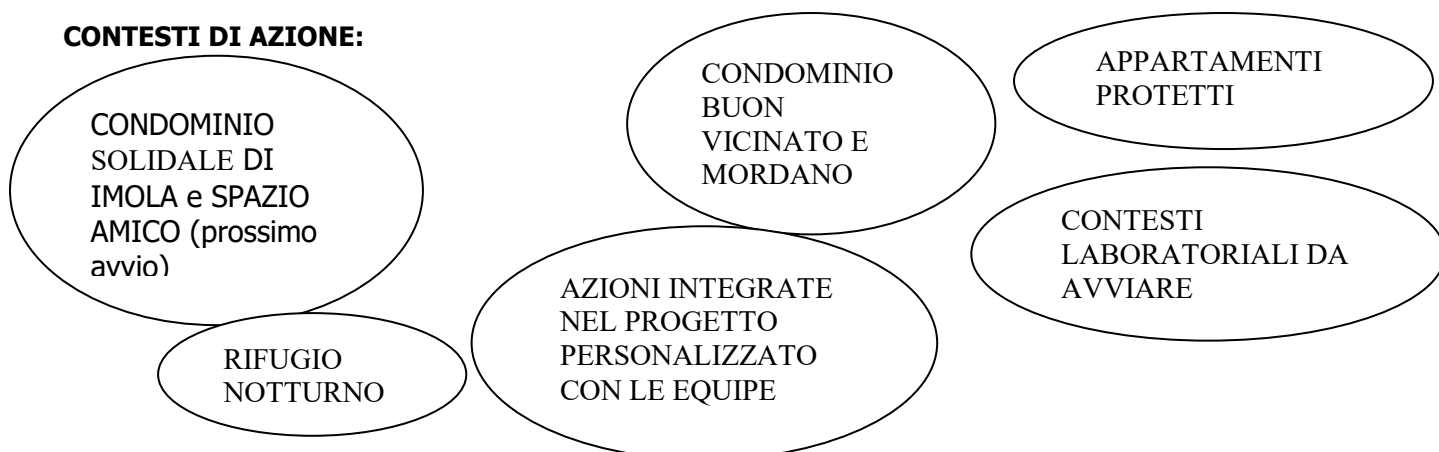 CONTESTI DI AZIONE:
CONDOMINIO
SOLIDALE DI
IMOLA e SPAZIO
AMICO (prossimo
avvio)
RIFUGIO
NOTTURNO
CONDOMINIO
BUON
VICINATO E
MORDANO
AZIONI INTEGRATE
NEL PROGETTO
PERSONALIZZATO
CON LE EQUIPE
APPARTAMENTI
PROTETTI
CONTESTI
LABORATORIALI DA
AVVIARE